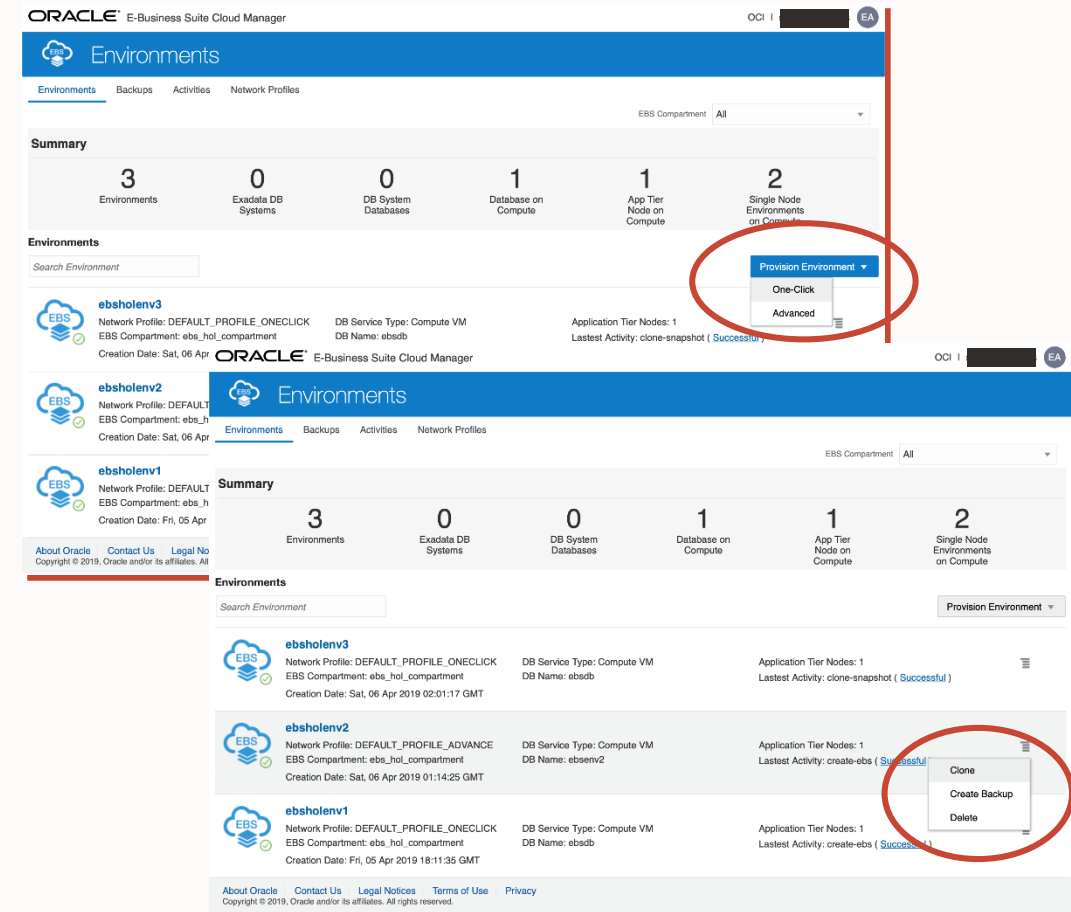 ORACLE E-Business Suite Cloud Manager
OCI |
EA
EBS
Environments
Environments Backups Activities Network Profiles
EBS Compartment All
Summary
3 0 0 1 1 2
Environments Exadata DB DB System Database on App Tier Single Node
Systems Databases Compute Node on Environments
Compute on Compute
Environments
Search Environment
Provision Environment
One-Click
Advanced
EBS
ebsholenv3
Network Profile: DEFAULT_PROFILE_ONECLICK DB Service Type: Compute VM Application Tier Nodes: 1
EBS Compartment: ebs_hol_compartment DB Name: ebsdb Lastest Activity: clone-snapshot ( Successful )
Creation Date: Sat, 06 Apr
EBS
ebsholenv2
Network Profile: DEFAULT
EBS Compartment: ebs_h
Creation Date: Sat, 06 Apr
EBS
ebsholenv1
Network Profile: DEFAULT
EBS Compartment: ebs_h
Creation Date: Fri, 05 Apr
About Oracle Contact Us Legal No
Copyright © 2019, Oracle and/or its affiliates. All
ORACLE E-Business Suite Cloud Manager
OCI |
EA
EBS
Environments
Environments Backups Activities Network Profiles
EBS Compartment All
Summary
3 0 0 1 1 2
Environments Exadata DB DB System Database on App Tier Single Node
Systems Databases Compute Node on Environments
Compute on Compute
Environments
Search Environment
Provision Environment
EBS
ebsholenv3
Network Profile: DEFAULT_PROFILE_ONECLICK DB Service Type: Compute VM Application Tier Nodes: 1
EBS Compartment: ebs_hol_compartment DB Name: ebsdb Lastest Activity: clone-snapshot ( Successful )
Creation Date: Sat, 06 Apr 2019 02:01:17 GMT
EBS
ebsholenv2
Network Profile: DEFAULT_PROFILE_ADVANCE DB Service Type: Compute VM Application Tier Nodes: 1
EBS Compartment: ebs_hol_compartment DB Name: ebsenv2 Lastest Activity: create-ebs ( Successful
Creation Date: Sat, 06 Apr 2019 01:14:25 GMT
Clone
Create Backup
Delete
EBS
ebsholenv1
Network Profile: DEFAULT_PROFILE_ONECLICK DB Service Type: Compute VM Application Tier Nodes: 1
EBS Compartment: ebs_hol_compartment DB Name: ebsdb Lastest Activity: create-ebs ( Successful )
Creation Date: Fri, 05 Apr 2019 18:11:35 GMT
About Oracle Contact Us Legal Notices Terms of Use Privacy
Copyright © 2019, Oracle and/or its affiliates. All rights reserved.